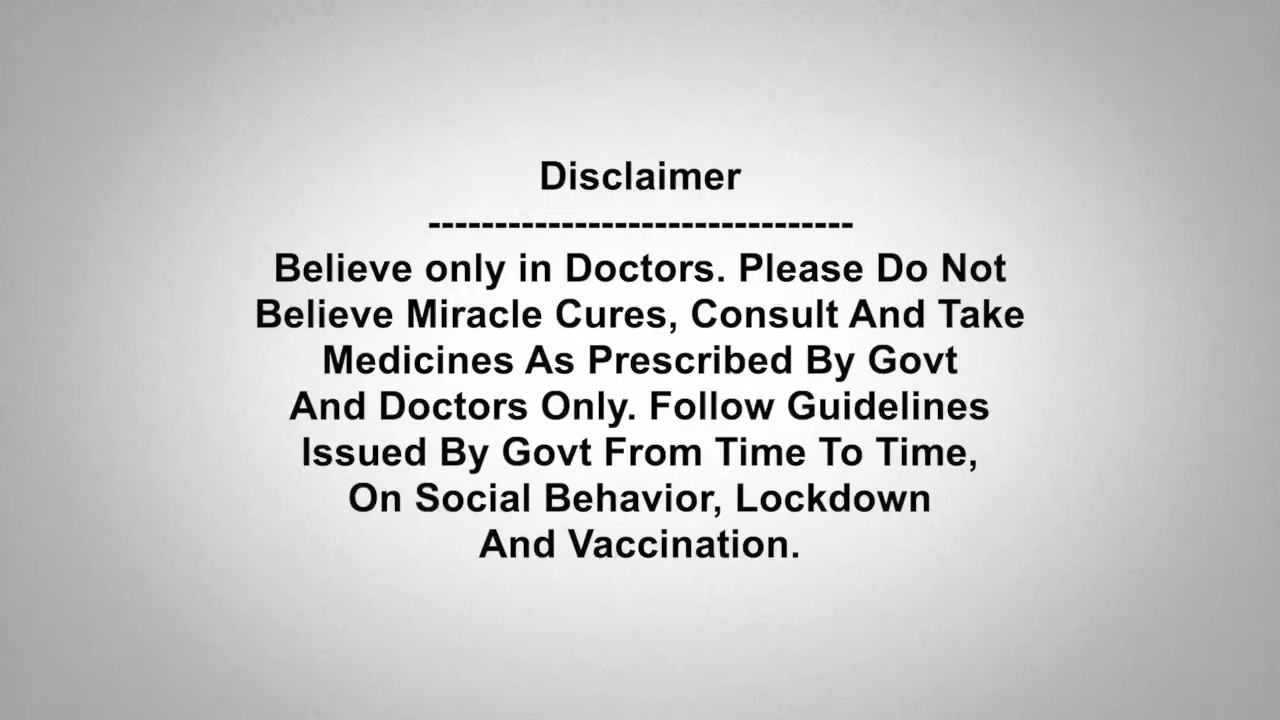 Disclaimer
--------------------------------
Believe only in Doctors. Please Do Not
Believe Miracle Cures, Consult And Take
Medicines As Prescribed By Govt
And Doctors Only. Follow Guidelines
Issued By Govt From Time To Time,
On Social Behavior, Lockdown
And Vaccination.